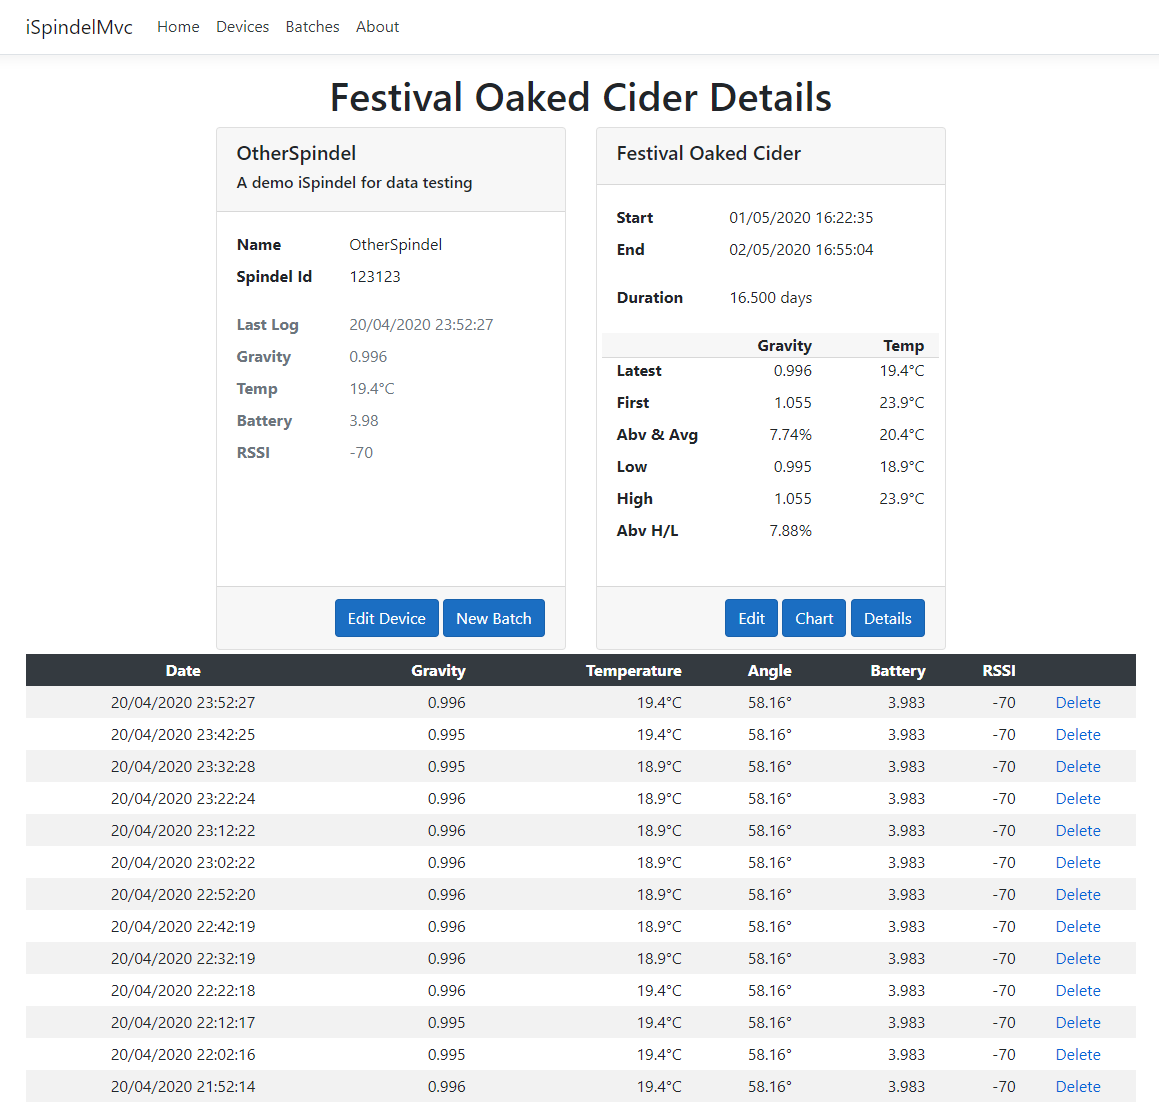 iSpindelMvc Home Devices Batches About
Festival Oaked Cider Details
OtherSpindel
A demo iSpindel for data testing
Name OtherSpindel
Spindel Id 123123
Last Log 20/04/2020 23:52:27
Gravity 0.996
Temp 19.4°C
Battery 3.98
RSSI -70
Edit Device New Batch
Festival Oaked Cider
Start 01/05/2020 16:22:35
End 02/05/2020 16:55:04
Duration 16.500 days
Gravity Temp
Latest 0.996 19.4°C
First 1.055 23.9°C
Abv & Avg 7.74% 20.4°C
Low 0.995 18.9°C
High 1.055 23.9°C
Abv H/L 7.88%
Edit Chart Details
Date Gravity Temperature Angle Battery RSSI
20/04/2020 23:52:27 0.996 19.4°C 58.16° 3.983 -70 Delete
20/04/2020 23:42:25 0.995 19.4°C 58.16° 3.983 -70 Delete
20/04/2020 23:32:28 0.995 18.9°C 58.16° 3.983 -70 Delete
20/04/2020 23:22:24 0.996 18.9°C 58.16° 3.983 -70 Delete
20/04/2020 23:12:22 0.996 18.9°C 58.16° 3.983 -70 Delete
20/04/2020 23:02:22 0.996 18.9°C 58.16° 3.983 -70 Delete
20/04/2020 22:52:20 0.996 18.9°C 58.16° 3.983 -70 Delete
20/04/2020 22:42:19 0.996 18.9°C 58.16° 3.983 -70 Delete
20/04/2020 22:32:19 0.996 18.9°C 58.16° 3.983 -70 Delete
20/04/2020 22:22:18 0.996 19.4°C 58.16° 3.983 -70 Delete
20/04/2020 22:12:17 0.995 19.4°C 58.16° 3.983 -70 Delete
20/04/2020 22:02:16 0.995 19.4°C 58.16° 3.983 -70 Delete
20/04/2020 21:52:14 0.996 19.4°C 58.16° 3.983 -70 Delete